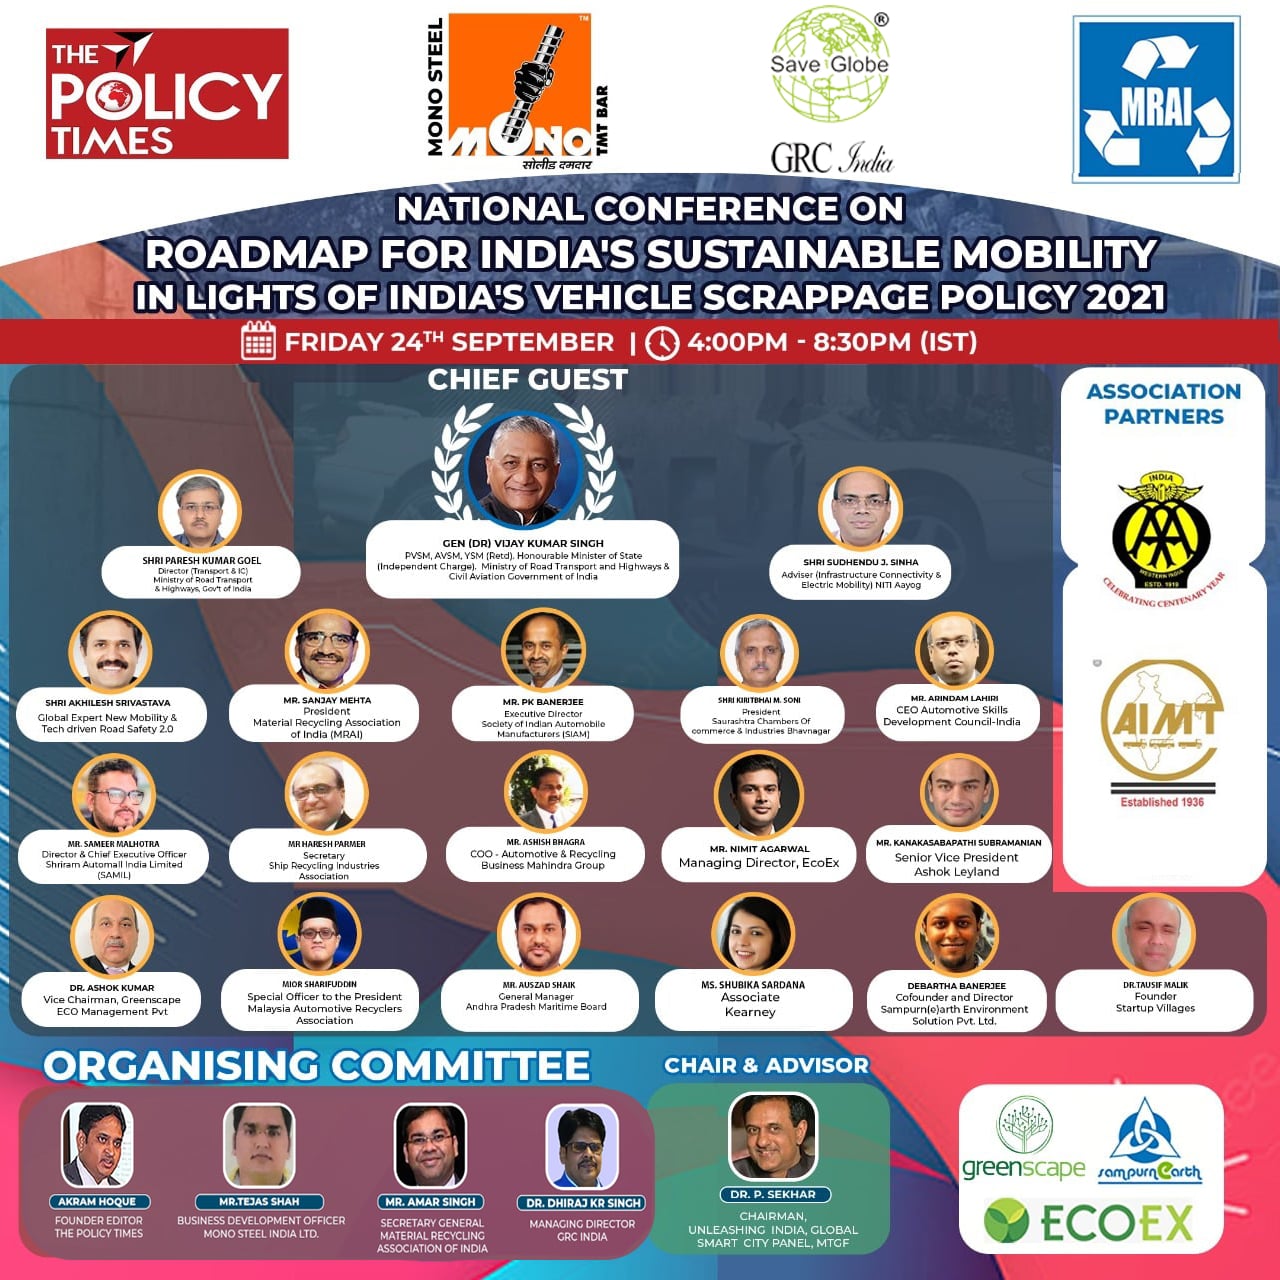 THE
POLICY
TIMES
MONO STEEL
TM
MONO
TMT BAR
सोलीड दमदार
Save Globe
®
GRC India
MRAI
NATIONAL CONFERENCE ON
ROADMAP FOR INDIA'S SUSTAINABLE MOBILITY
IN LIGHTS OF INDIA'S VEHICLE SCRAPPAGE POLICY 2021
FRIDAY 24TH SEPTEMBER | 4:00PM - 8:30PM (IST)
CHIEF GUEST
GEN (DR) VIJAY KUMAR SINGH
PVSM, AVSM, YSM (Retd). Honourable Minister of State
(Independent Charge). Ministry of Road Transport and Highways &
Civil Aviation Government of India
SHRI PARESH KUMAR GOEL
Director (Transport & IC)
Ministry of Road Transport
& Highways, Gov't of India
SHRI SUDHENDU J. SINHA
Adviser (Infrastructure Connectivity &
Electric Mobility) NITI Aayog
ASSOCIATION
PARTNERS
INDIA
AA
WESTERN INDIA
ESTD. 1919
CELEBRATING CENTENARY YEAR
AIMT
Established 1936
SHRI AKHILESH SRIVASTAVA
Global Expert New Mobility &
Tech driven Road Safety 2.0
MR. SANJAY MEHTA
President
Material Recycling Association
of India (MRAI)
MR. PK BANERJEE
Executive Director
Society of Indian Automobile
Manufacturers (SIAM)
SHRI KIRITBHAI M. SONI
President
Saurashtra Chambers Of
commerce & Industries Bhavnagar
MR. ARINDAM LAHIRI
CEO Automotive Skills
Development Council-India
MR. SAMEER MALHOTRA
Director & Chief Executive Officer
Shriram Automall India Limited
(SAMIL)
MR HARESH PARMER
Secretary
Ship Recycling Industries
Association
MR. ASHISH BHAGRA
COO - Automotive & Recycling
Business Mahindra Group
MR. NIMIT AGARWAL
Managing Director, EcoEx
MR. KANAKASABAPATHI SUBRAMANIAN
Senior Vice President
Ashok Leyland
DR. ASHOK KUMAR
Vice Chairman, Greenscape
ECO Management Pvt
MIOR SHARIFUDDIN
Special Officer to the President
Malaysia Automotive Recyclers
Association
MR. AUSZAD SHAIK
General Manager
Andhra Pradesh Maritime Board
MS. SHUBIKA SARDANA
Associate
Kearney
DEBARTHA BANERJEE
Cofounder and Director
Sampurn(e)arth Environment
Solution Pvt. Ltd.
DR.TAUSIF MALIK
Founder
Startup Villages
ORGANISING COMMITTEE
AKRAM HOQUE
FOUNDER EDITOR
THE POLICY TIMES
MR.TEJAS SHAH
BUSINESS DEVELOPMENT OFFICER
MONO STEEL INDIA LTD.
MR. AMAR SINGH
SECRETARY GENERAL
MATERIAL RECYCLING
ASSOCIATION OF INDIA
DR. DHIRAJ KR SINGH
MANAGING DIRECTOR
GRC INDIA
CHAIR & ADVISOR
DR. P. SEKHAR
CHAIRMAN,
UNLEASHING INDIA, GLOBAL
SMART CITY PANEL, MTGF
greenscape
sampurnearth
ECOEX